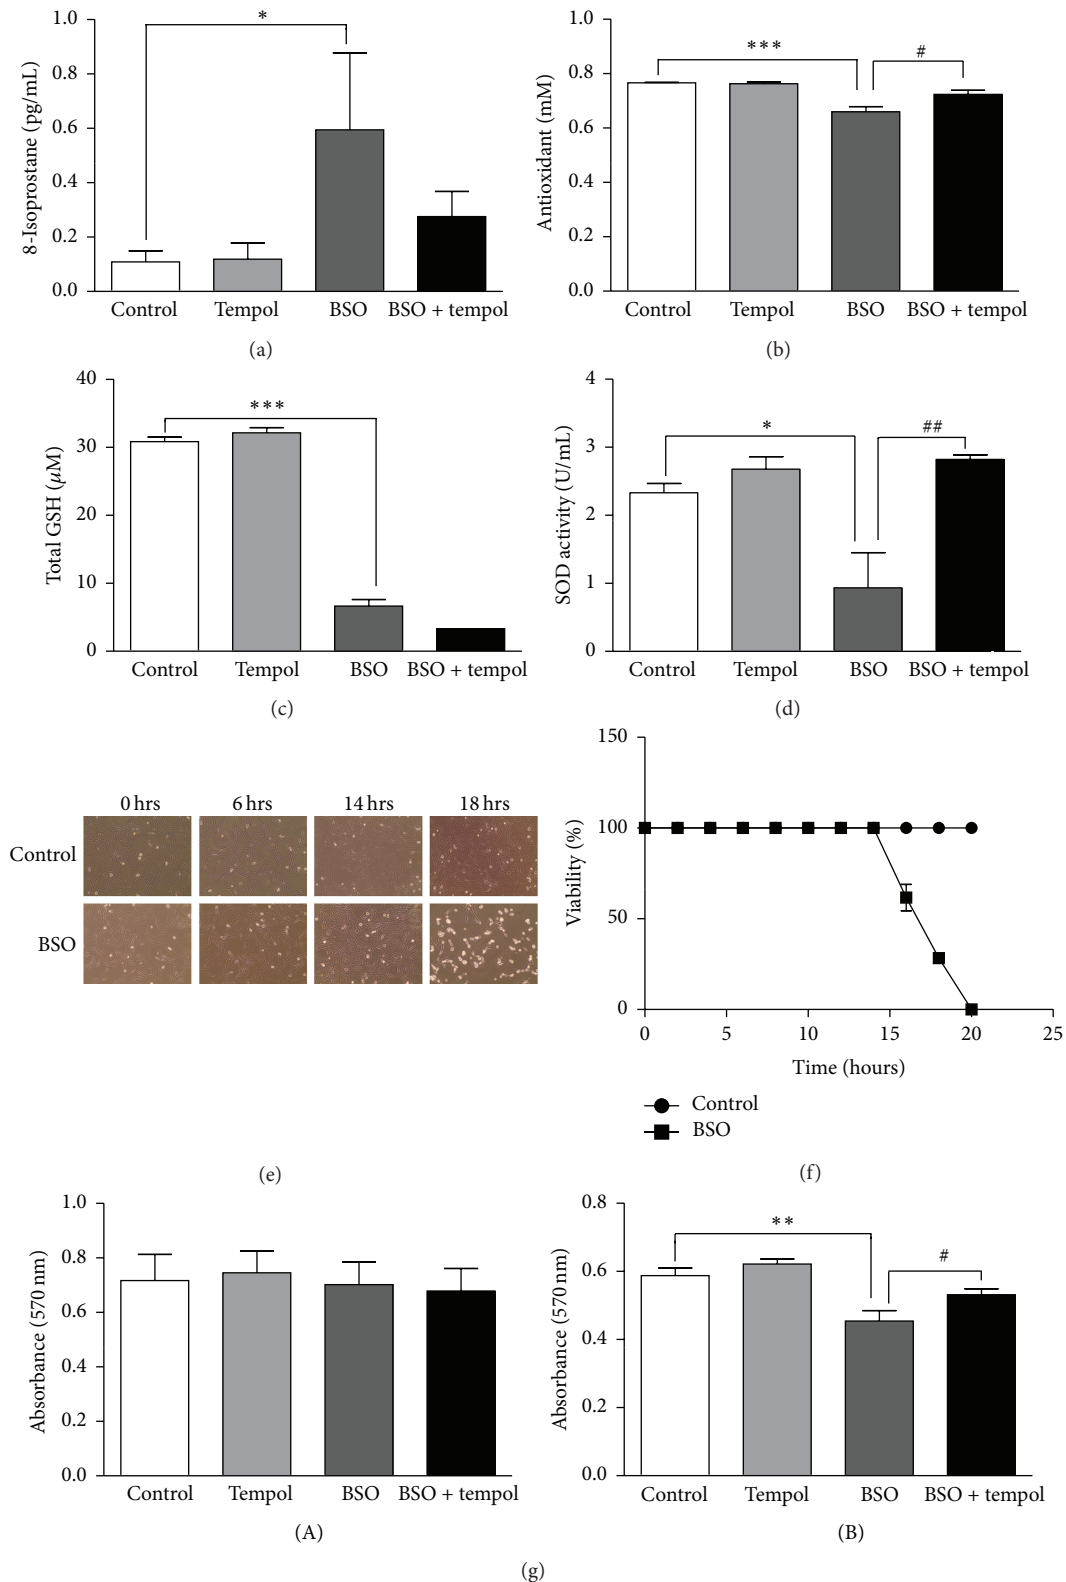 1.0
0.8
0.6
0.4
0.2
0.0
8-Isoprostane (pg/mL)
*
Control Tempol BSO BSO + tempol
(a)
1.0
0.8
0.6
0.4
0.2
0.0
Antioxidant (mM)
***
#
Control Tempol BSO BSO + tempol
(b)
40
30
20
10
0
Total GSH (μM)
***
Control Tempol BSO BSO + tempol
(c)
4
3
2
1
0
SOD activity (U/mL)
*
##
Control Tempol BSO BSO + tempol
(d)
0 hrs 6 hrs 14 hrs 18 hrs
Control
BSO
(e)
150
100
50
0
Viability (%)
0 5 10 15 20 25
Time (hours)
Control
BSO
(f)
1.0
0.8
0.6
0.4
0.2
0.0
Absorbance (570 nm)
Control Tempol BSO BSO + tempol
(A)
0.8
0.6
0.4
0.2
0.0
Absorbance (570 nm)
**
#
Control Tempol BSO BSO + tempol
(B)
(g)